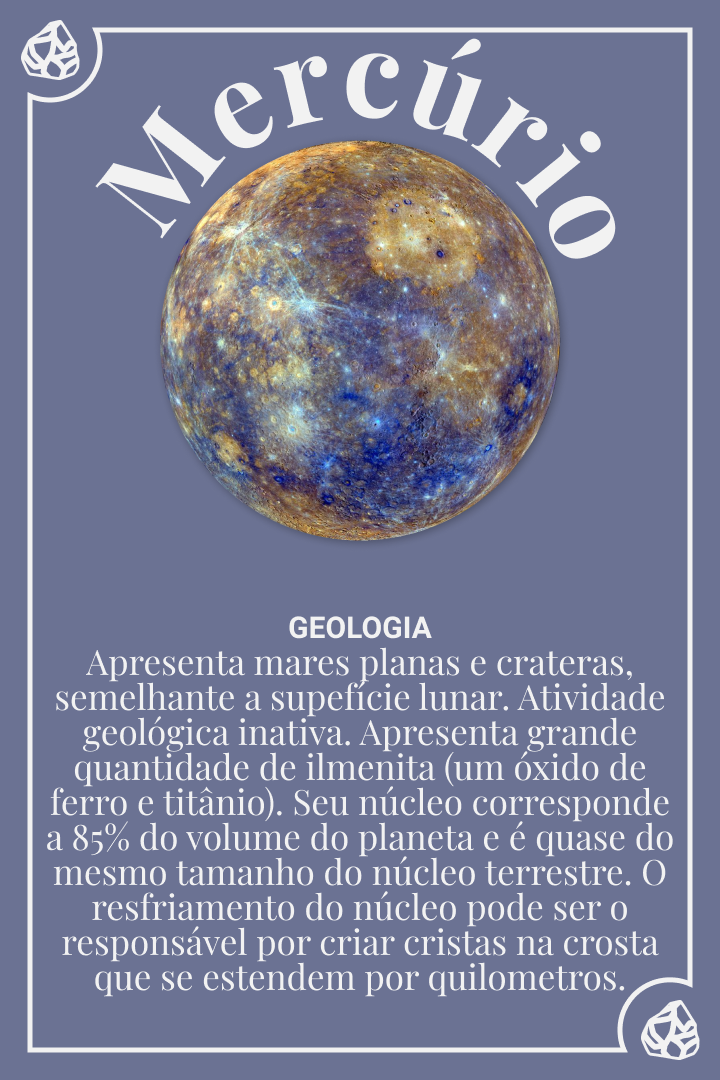 Mercúrio
GEOLOGIA
Apresenta mares planas e crateras,
semelhante a supefície lunar. Atividade
geológica inativa. Apresenta grande
quantidade de ilmenita (um óxido de
ferro e titânio). Seu núcleo corresponde
a 85% do volume do planeta e é quase do
mesmo tamanho do núcleo terrestre. O
resfriamento do núcleo pode ser o
responsável por criar cristas na crosta
que se estendem por quilometros.